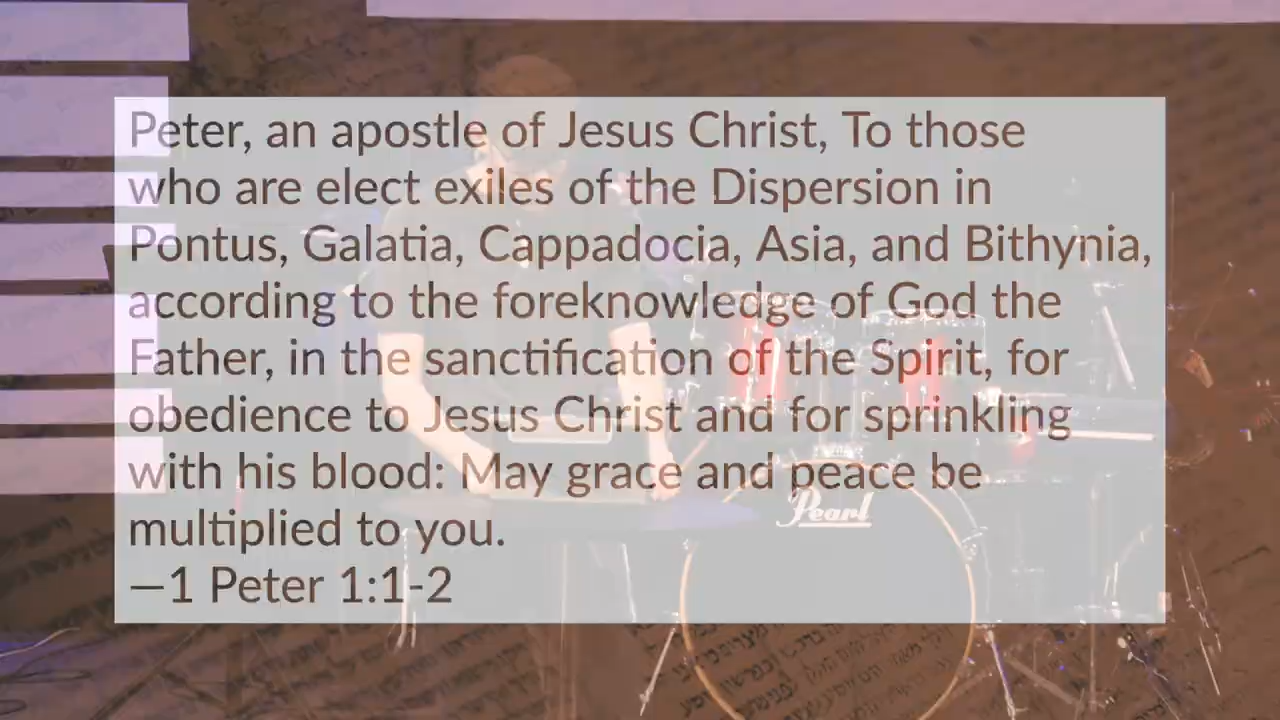 Peter, an apostle of Jesus Christ, To those
who are elect exiles of the Dispersion in
Pontus, Galatia, Cappadocia, Asia, and Bithynia,
according to the foreknowledge of God the
Father, in the sanctification of the Spirit, for
obedience to Jesus Christ and for sprinkling
with his blood: May grace and peace be
multiplied to you.
—1 Peter 1:1-2
Pearl